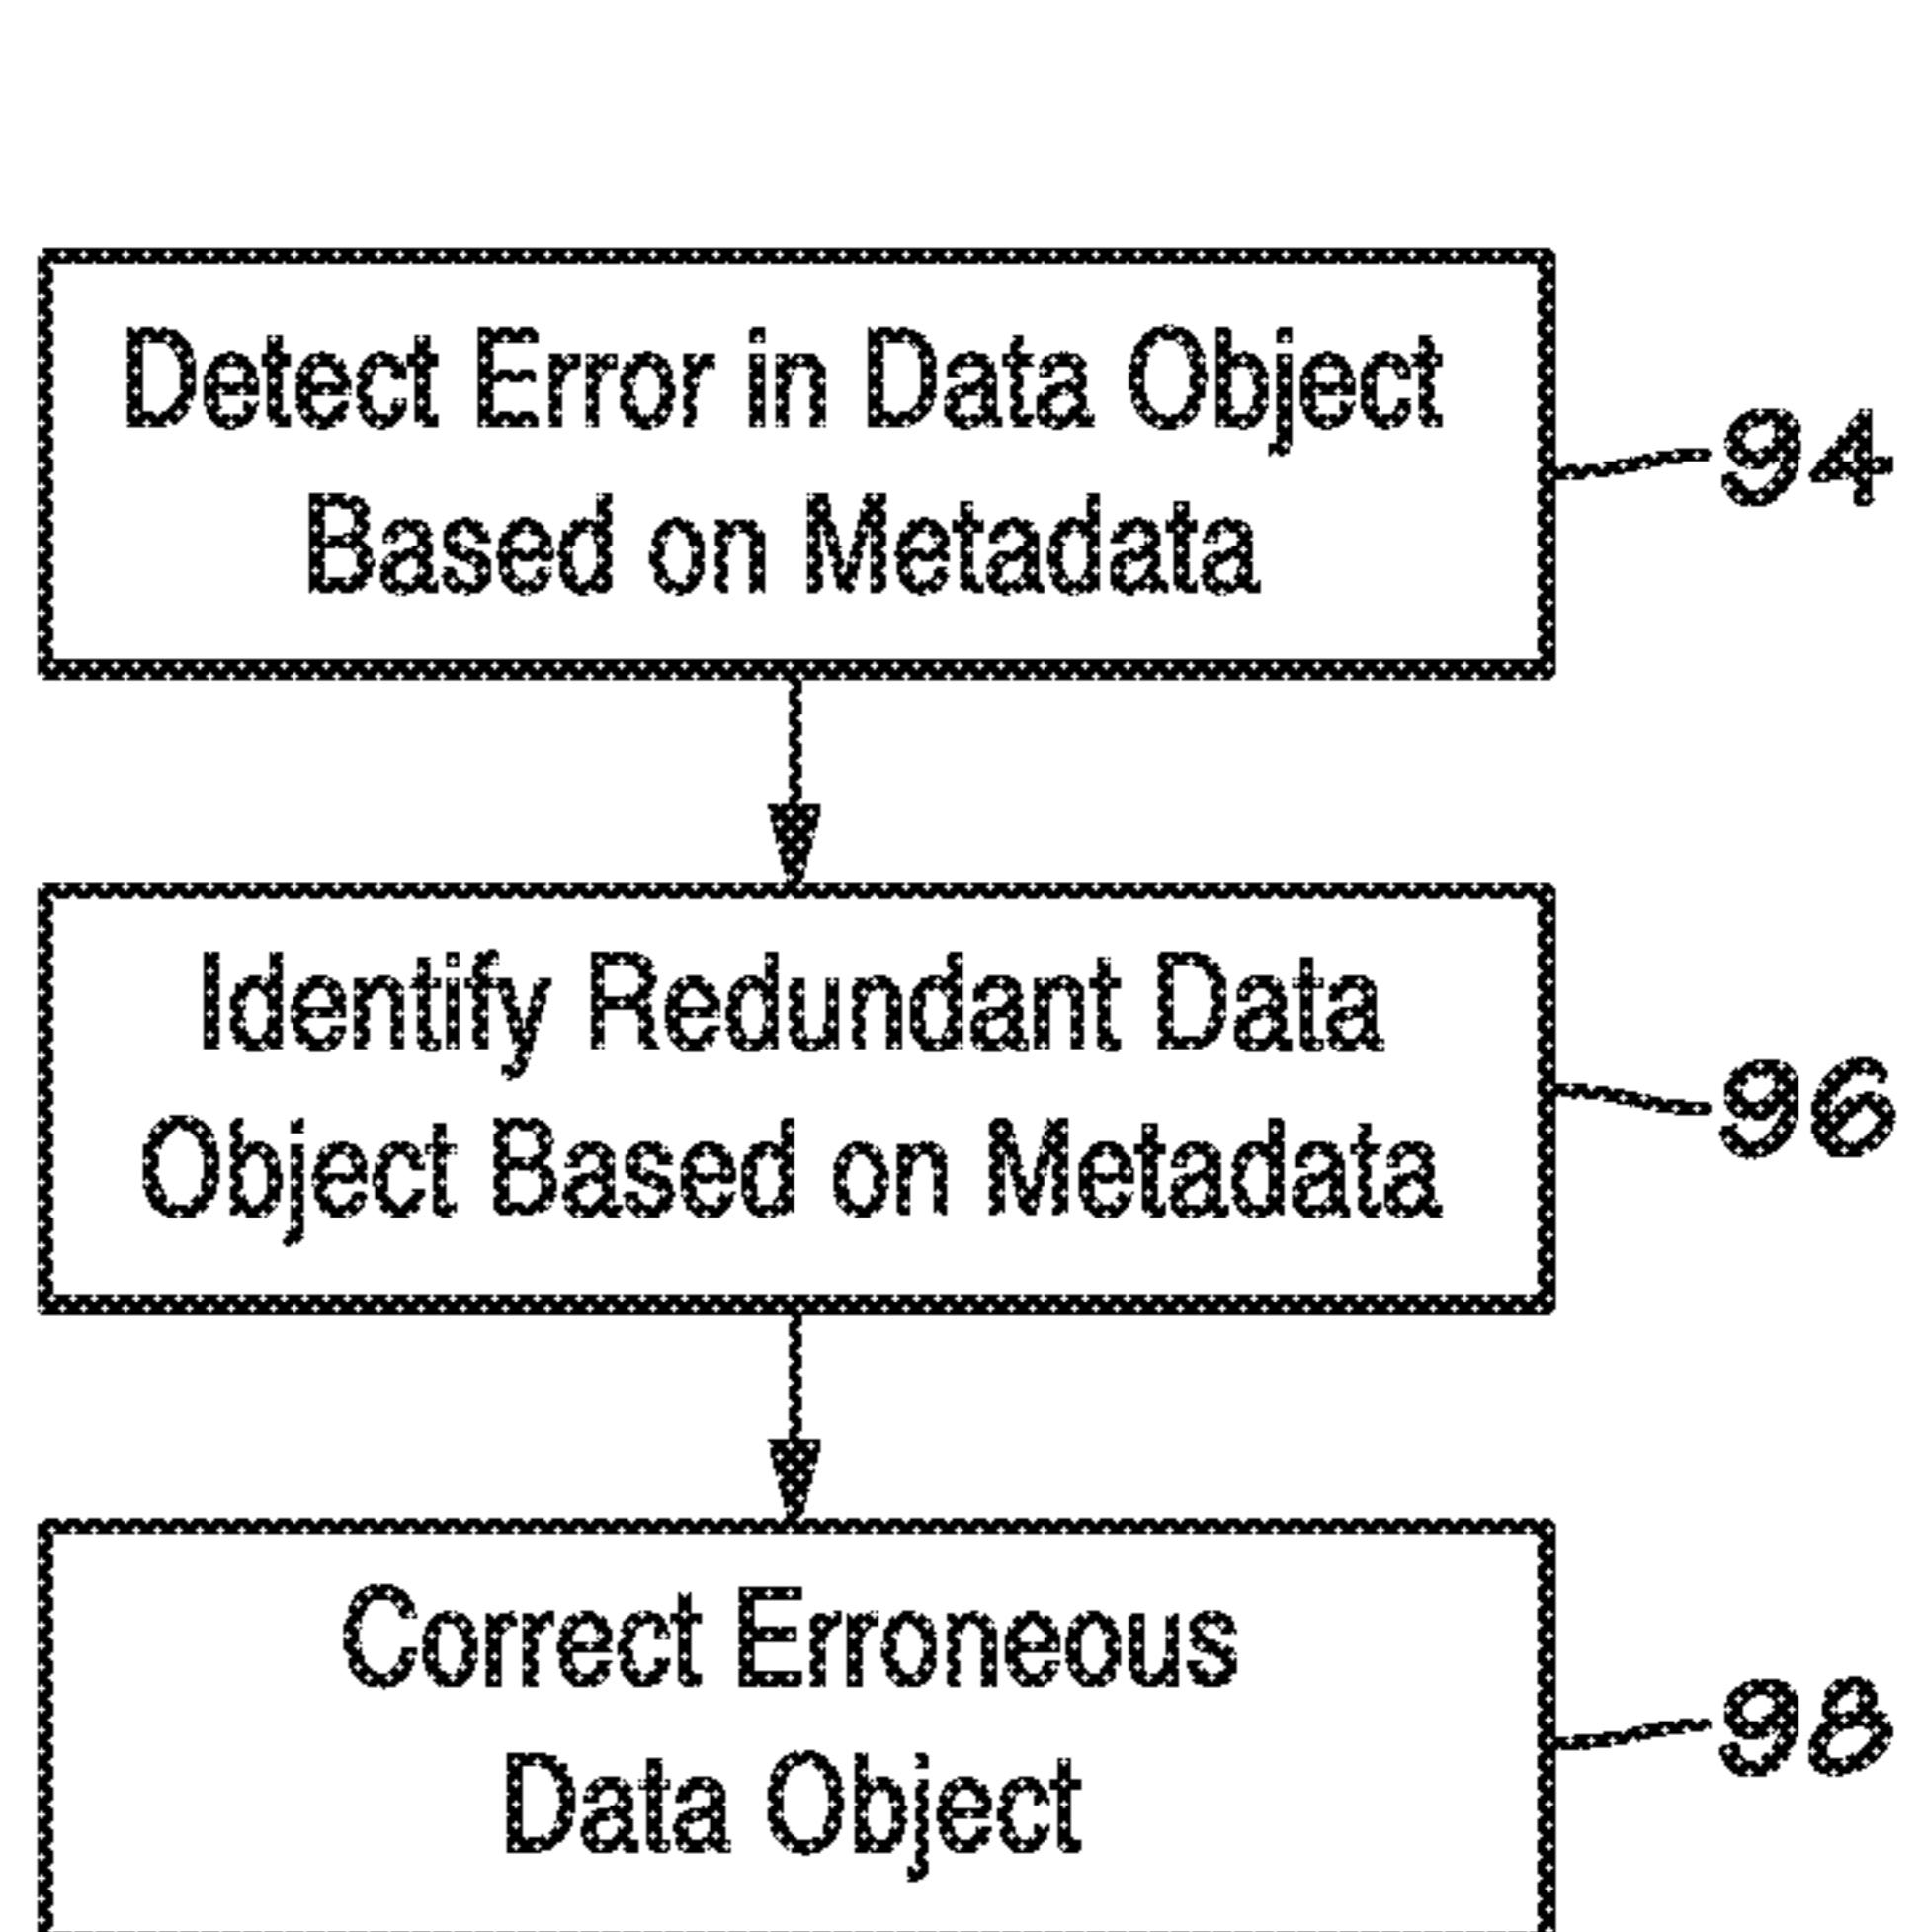 Detect Error in Data Object
Based on Metadata
94
Identify Redundant Data
Object Based on Metadata
96
Correct Erroneous
Data Object
98